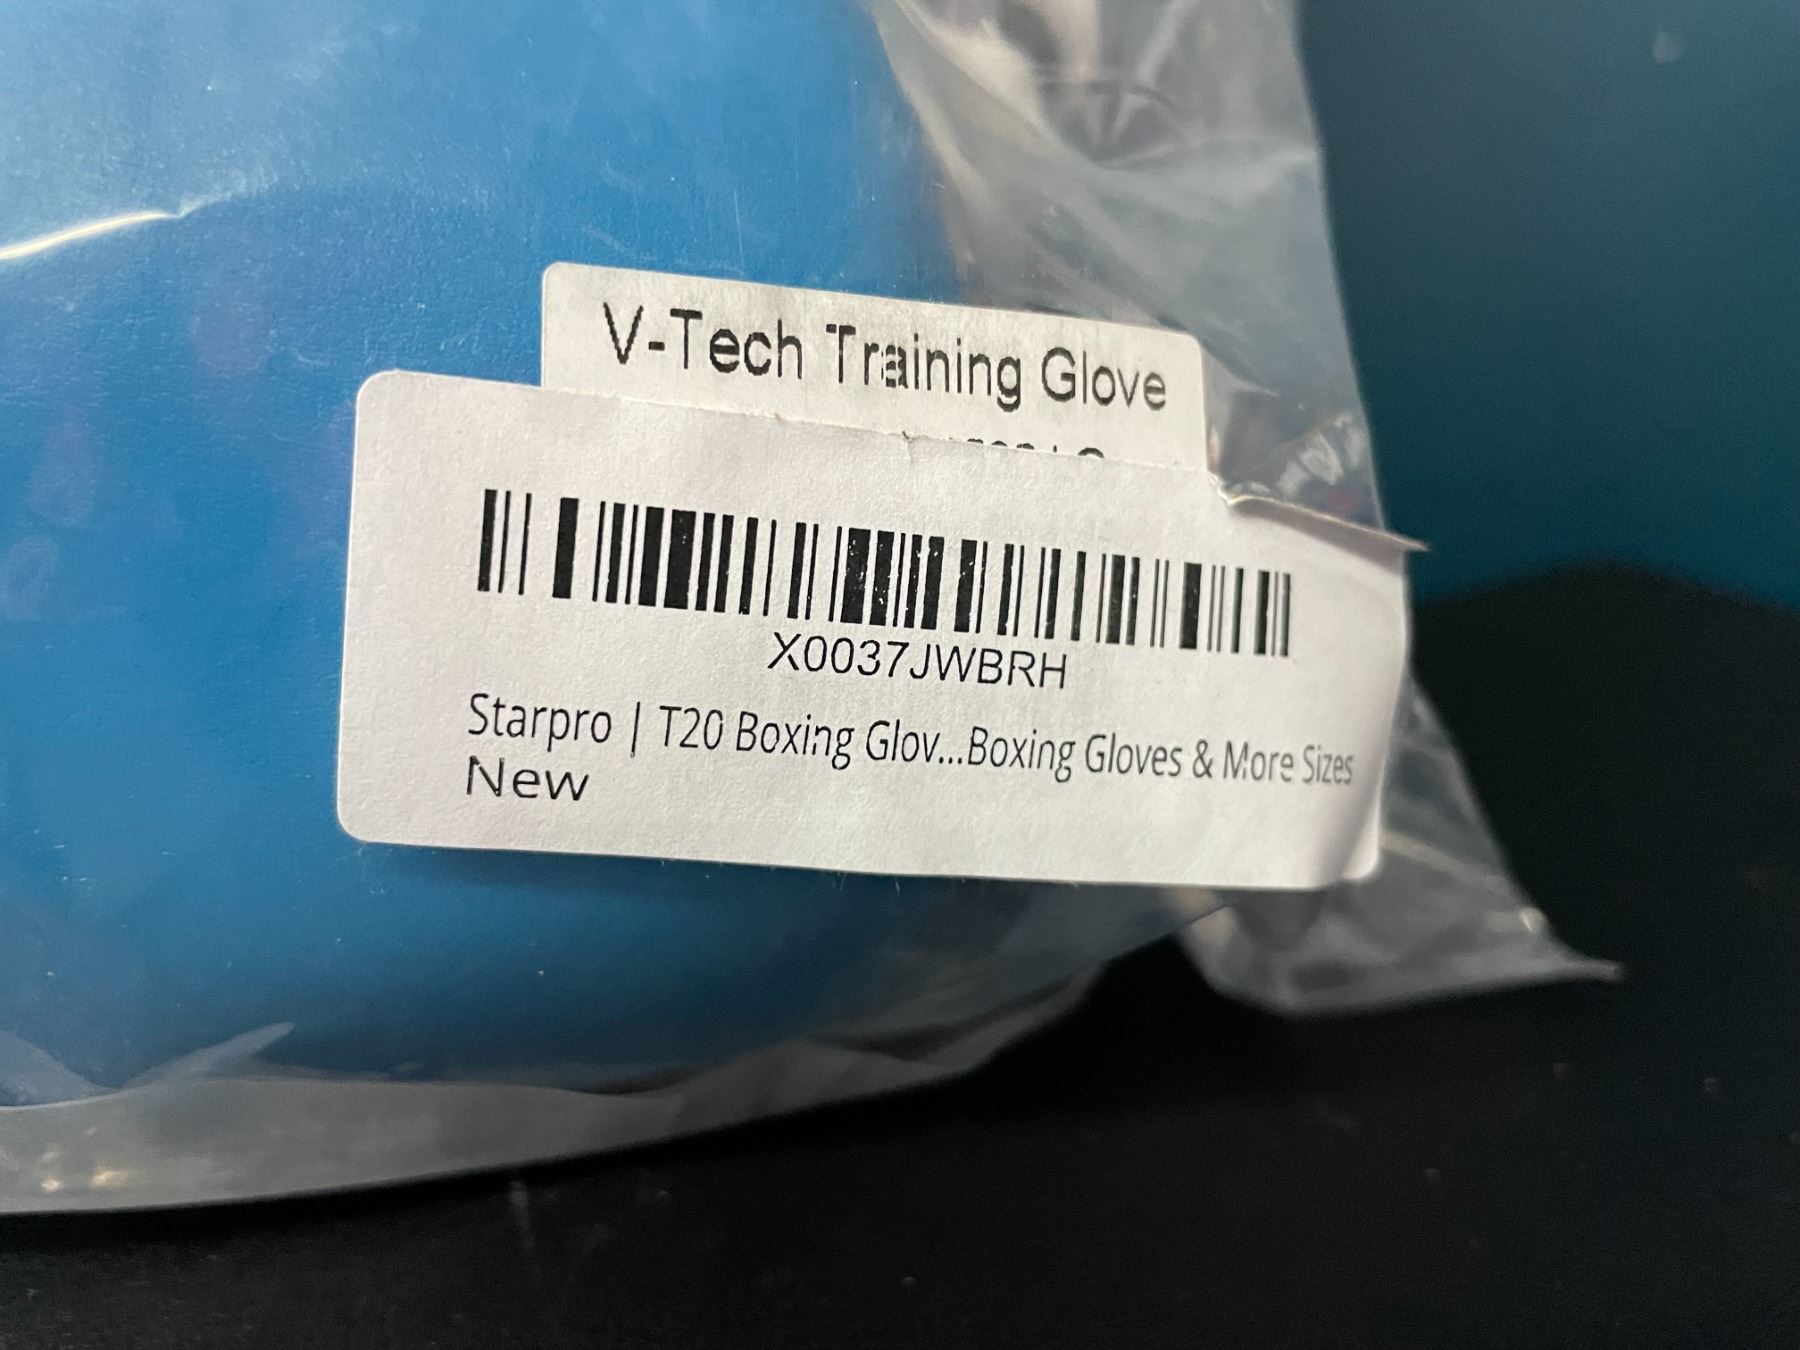 V-Tech Training Glove
X0037JWBRH
Starpro | T20 Boxing Glov...Boxing Gloves & More Sizes
New